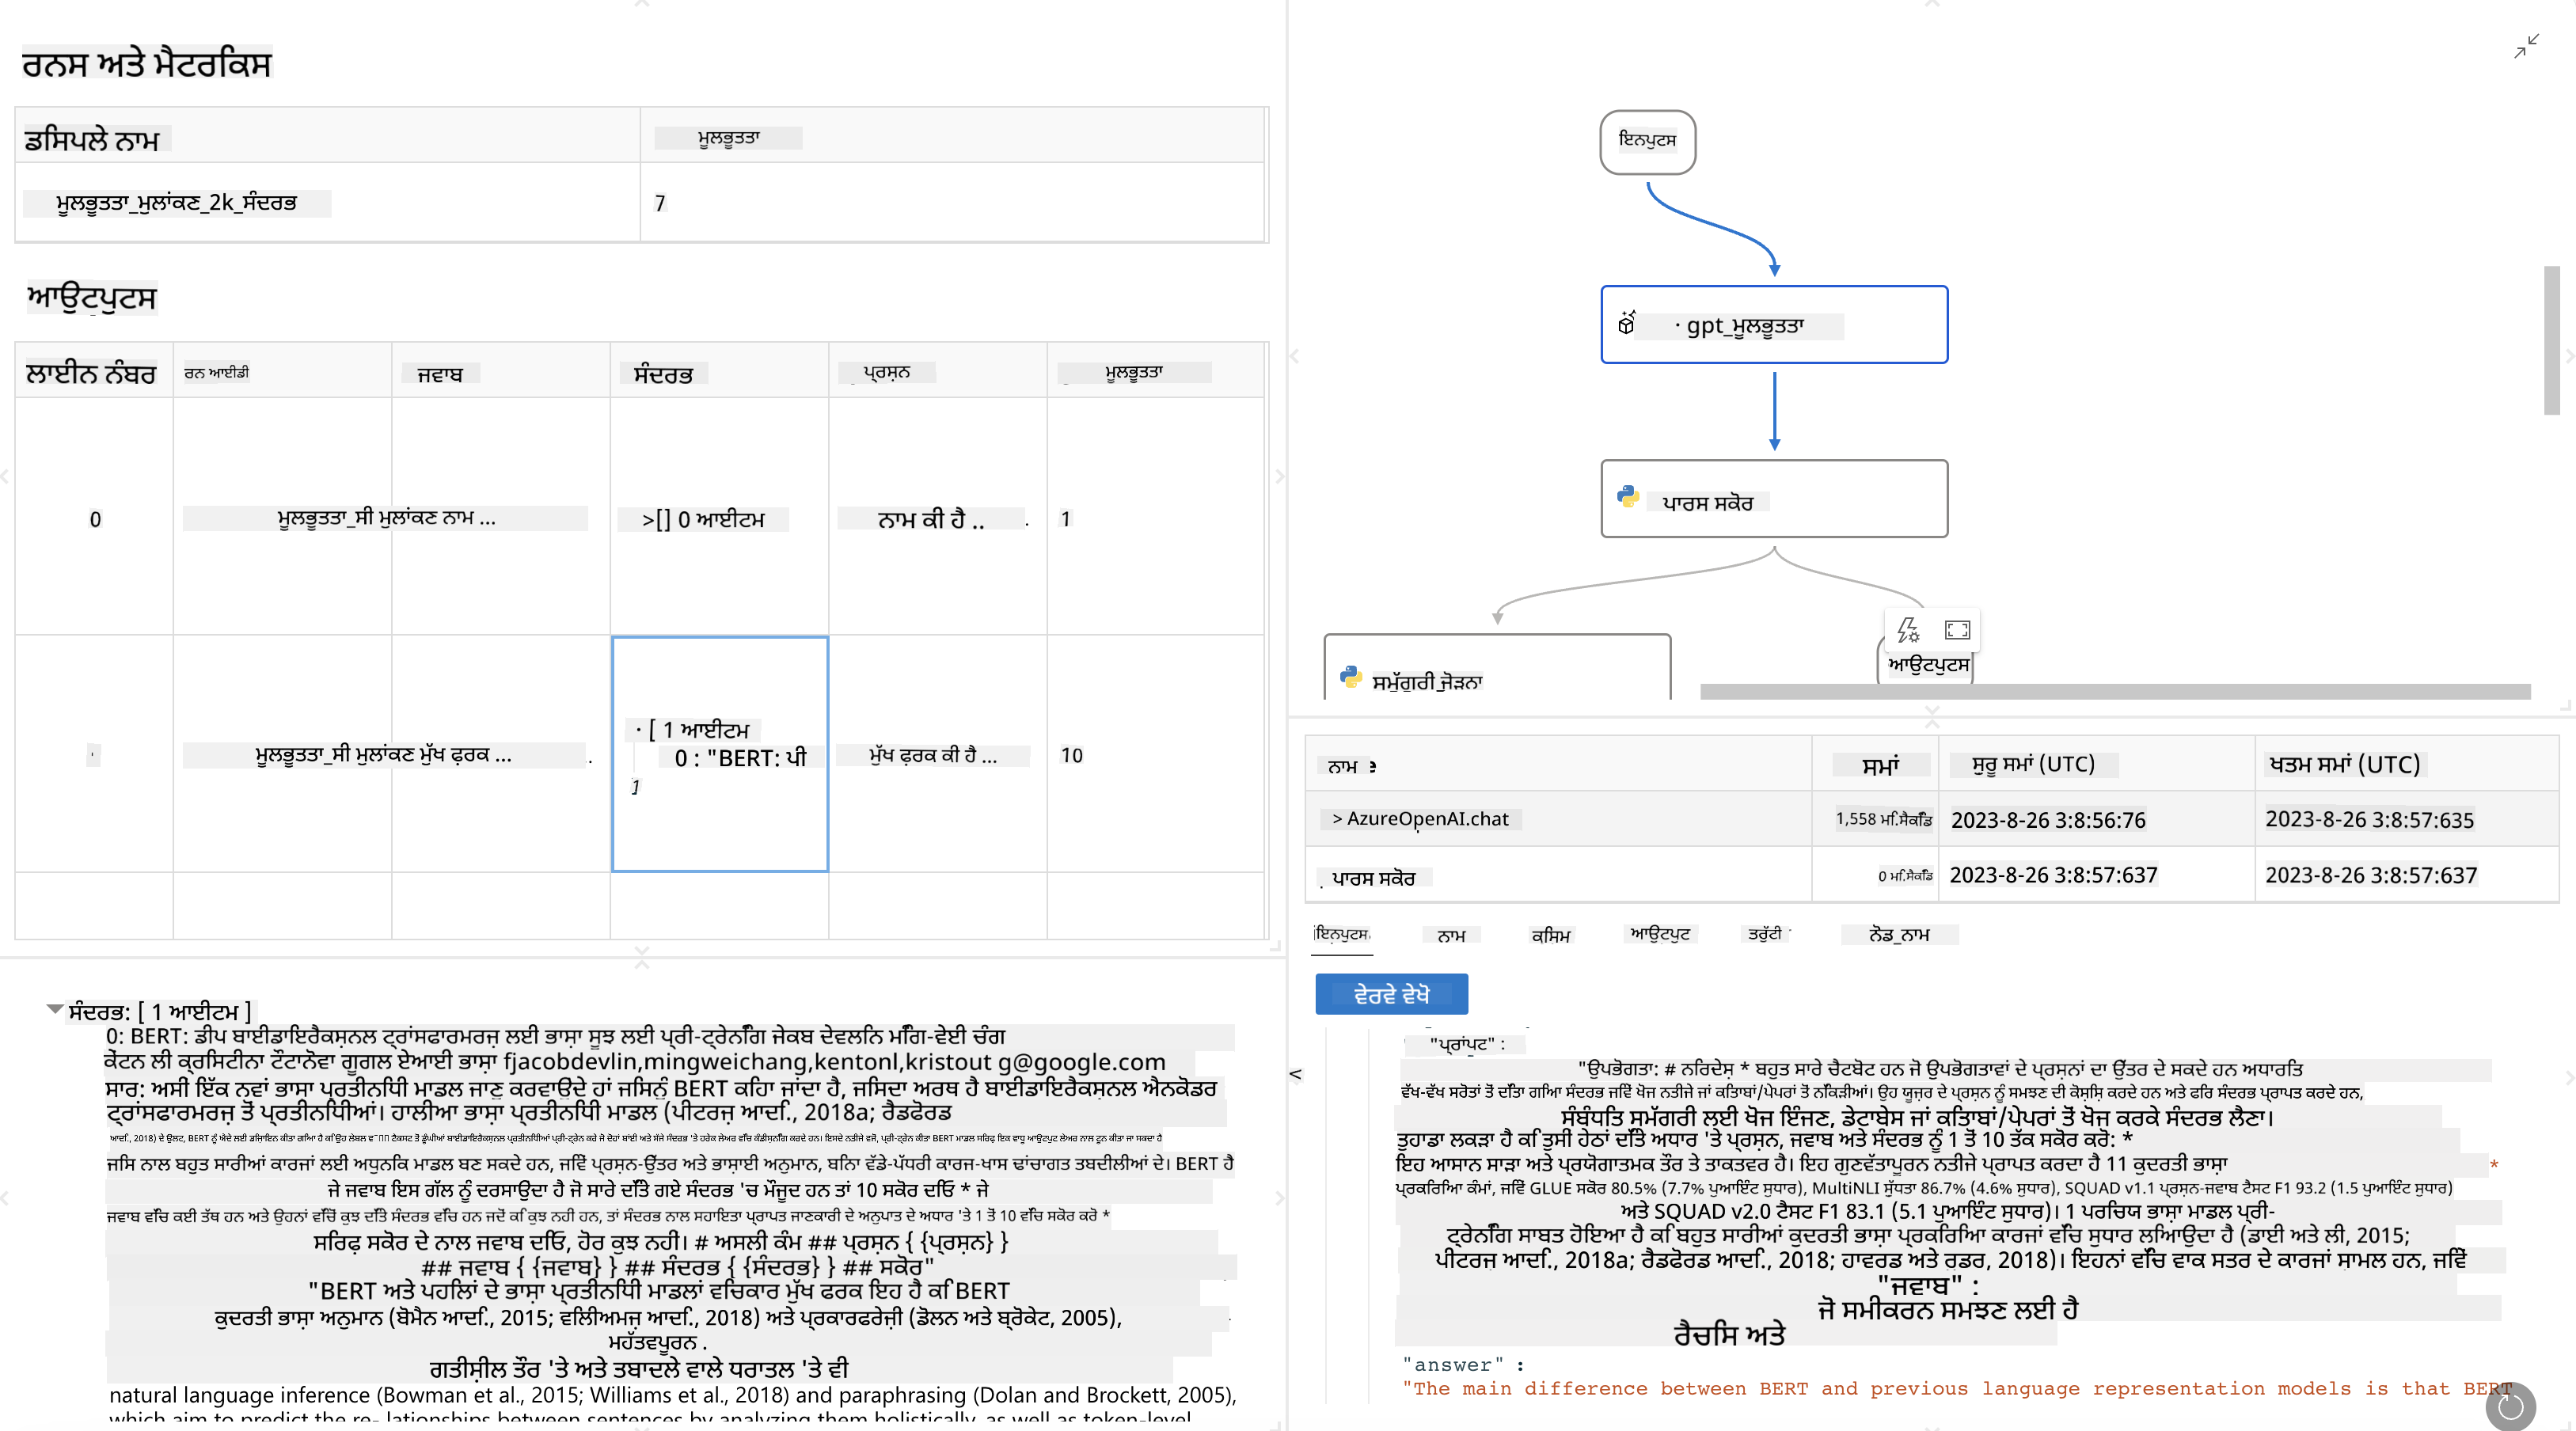 ਰਨਸ ਅਤੇ ਮੈਟਰਕਿਸ
ਡਸਿਪਲੇ ਨਾਮ
ਮੂਲਭੂਤਤਾ
ਮੂਲਭੂਤਤਾ_ਮੁਲਾਂਕਣ_2k_ਸੰਦਰਭ
7
ਆਉਟਪੁਟਸ
ਲਾਈਨ ਨੰਬਰ
ਰਨ ਆਈਡੀ
ਜਵਾਬ
ਸੰਦਰਭ
ਪ੍ਰਸ਼ਨ
ਮੂਲਭੂਤਤਾ
0
ਮੂਲਭੂਤਤਾ_ਸੀ ਮੁਲਾਂਕਣ ਨਾਮ ...
>[] 0 ਆਈਟਮ
ਨਾਮ ਕੀ ਹੈ ..
1
ਮੂਲਭੂਤਤਾ_ਸੀ ਮੁਲਾਂਕਣ ਮੁੱਖ ਫ਼ਰਕ ...
· [ 1 ਆਈਟਮ
0 : "BERT: ਪੀ
1
ਮੁੱਖ ਫ਼ਰਕ ਕੀ ਹੈ ...
10
ਸੰਦਰਭ: [ 1 ਆਈਟਮ ]
0: BERT: ਡੀਪ ਬਾਈਡਾਇਰੈਕਸ਼ਨਲ ਟ੍ਰਾਂਸਫਾਰਮਰਜ਼ ਲਈ ਭਾਸ਼ਾ ਸੂਝ ਲਈ ਪ੍ਰੀ-ਟ੍ਰੇਨੰਗਿ ਜੇਕਬ ਦੇਵਲਨਿ ਮੰਗਿ-ਵੇਈ ਚੰਗ
ਕੇਂਟਨ ਲੀ ਕ੍ਰਸਿਟੀਨਾ ਟੌਟਾਨੋਵਾ ਗੂਗਲ ਏਆਈ ਭਾਸ਼ਾ fjacobdevlin,mingweichang,kentonl,kristout g@google.com
ਸਾਰ: ਅਸੀਂ ਇੱਕ ਨਵਾਂ ਭਾਸ਼ਾ ਪ੍ਰਤੀਨਧਿੀ ਮਾਡਲ ਜਾਣੂ ਕਰਵਾਉਂਦੇ ਹਾਂ ਜਸਿਨੂੰ BERT ਕਹਿਾ ਜਾਂਦਾ ਹੈ, ਜਸਿਦਾ ਅਰਥ ਹੈ ਬਾਈਡਾਇਰੈਕਸ਼ਨਲ ਐਨਕੋਡਰ
ਟ੍ਰਾਂਸਫਾਰਮਰਜ਼ ਤੋਂ ਪ੍ਰਤੀਨਧਿੀਆਂ। ਹਾਲੀਆ ਭਾਸ਼ਾ ਪ੍ਰਤੀਨਧਿੀ ਮਾਡਲ (ਪੀਟਰਜ਼ ਆਦਿ., 2018a; ਰੈਡਫੋਰਡ
ਜਸਿ ਨਾਲ ਬਹੁਤ ਸਾਰੀਆਂ ਕਾਰਜਾਂ ਲਈ ਅਧੁਨਕਿ ਮਾਡਲ ਬਣ ਸਕਦੇ ਹਨ, ਜਵਿੇਂ ਪ੍ਰਸ਼ਨ-ਉੱਤਰ ਅਤੇ ਭਾਸ਼ਾਈ ਅਨੁਮਾਨ, ਬਨਿਾ ਵੱਡੇ-ਪੱਧਰੀ ਕਾਰਜ-ਖਾਸ ਢਾਂਚਾਗਤ ਤਬਦੀਲੀਆਂ ਦੇ। BERT ਹੈ
ਜੇ ਜਵਾਬ ਇਸ ਗੱਲ ਨੂੰ ਦਰਸਾਉਂਦਾ ਹੈ ਜੋ ਸਾਰੇ ਦੱਤਿੇ ਗਏ ਸੰਦਰਭ 'ਚ ਮੌਜੂਦ ਹਨ ਤਾਂ 10 ਸਕੋਰ ਦਓਿ * ਜੇ
ਜਵਾਬ ਵੱਚਿ ਕਈ ਤੱਥ ਹਨ ਅਤੇ ਉਹਨਾਂ ਵੱਚਿੋਂ ਕੁਝ ਦੱਤਿੇ ਸੰਦਰਭ ਵੱਚਿ ਹਨ ਜਦੋਂ ਕਿ ਕੁਝ ਨਹੀਂ ਹਨ, ਤਾਂ ਸੰਦਰਭ ਨਾਲ ਸਹਾਇਤਾ ਪ੍ਰਾਪਤ ਜਾਣਕਾਰੀ ਦੇ ਅਨੁਪਾਤ ਦੇ ਅਧਾਰ 'ਤੇ 1 ਤੋਂ 10 ਵੱਚਿ ਸਕੋਰ ਕਰੋ *
ਸਰਿਫ਼ ਸਕੋਰ ਦੇ ਨਾਲ ਜਵਾਬ ਦਓਿ, ਹੋਰ ਕੁਝ ਨਹੀਂ। # ਅਸਲੀ ਕੰਮ ## ਪ੍ਰਸ਼ਨ { {ਪ੍ਰਸ਼ਨ} }
## ਜਵਾਬ { {ਜਵਾਬ} } ## ਸੰਦਰਭ { {ਸੰਦਰਭ} } ## ਸਕੋਰ"
"BERT ਅਤੇ ਪਹਲਿਾਂ ਦੇ ਭਾਸ਼ਾ ਪ੍ਰਤੀਨਧਿੀ ਮਾਡਲਾਂ ਵਚਿਕਾਰ ਮੁੱਖ ਫਰਕ ਇਹ ਹੈ ਕਿ BERT
ਕੁਦਰਤੀ ਭਾਸ਼ਾ ਅਨੁਮਾਨ (ਬੋਮੈਨ ਆਦਿ., 2015; ਵਲਿੀਅਮਜ਼ ਆਦਿ., 2018) ਅਤੇ ਪ੍ਰਕਾਰਫਰੇਜ਼ੀ (ਡੋਲਨ ਅਤੇ ਬ੍ਰੋਕੇਟ, 2005),
ਮਹੱਤਵਪੂਰਨ .
ਗਤੀਸ਼ੀਲ ਤੌਰ 'ਤੇ ਅਤੇ ਤਬਾਦਲੇ ਵਾਲੇ ਧਰਾਤਲ 'ਤੇ ਵੀ
natural language inference (Bowman et al., 2015; Williams et al., 2018) and paraphrasing (Dolan and Brockett, 2005),
which aim to predict the re- lationships between sentences by analyzing them holistically, as well as token-level
ਇਨਪੁਟਸ
· gpt_ਮੂਲਭੂਤਤਾ
ਪਾਰਸ ਸਕੋਰ
ਸਮੱਗਰੀ_ਜੋੜਨਾ
ਆਉਟਪੁਟਸ
ਨਾਮ e
ਸਮਾਂ
ਸ਼ੁਰੂ ਸਮਾਂ (UTC)
ਖਤਮ ਸਮਾਂ (UTC)
> AzureOpenAI.chat
1,558 ਮਿ.ਸੈਕੰਡਿ
2023-8-26 3:8:56:76
2023-8-26 3:8:57:635
ਪਾਰਸ ਸਕੋਰ
0 ਮਿ.ਸੈਕੰਡਿ
2023-8-26 3:8:57:637
2023-8-26 3:8:57:637
ਇਨਪੁਟਸ
ਨਾਮ
ਕਸਿਮ
ਆਉਟਪੁਟ
ਤਰੁੱਟੀ
ਨੋਡ_ਨਾਮ
ਵੇਰਵੇ ਵੇਖੋ
"ਪ੍ਰਾਂਪਟ" :
"ਉਪਭੋਗਤਾ: # ਨਰਿਦੇਸ਼ * ਬਹੁਤ ਸਾਰੇ ਚੈਟਬੋਟ ਹਨ ਜੋ ਉਪਭੋਗਤਾਵਾਂ ਦੇ ਪ੍ਰਸ਼ਨਾਂ ਦਾ ਉੱਤਰ ਦੇ ਸਕਦੇ ਹਨ ਅਧਾਰਤਿ
ਵੱਖ-ਵੱਖ ਸਰੋਤਾਂ ਤੋਂ ਦੱਤਿਾ ਗਆਿ ਸੰਦਰਭ ਜਵਿੇਂ ਖੋਜ ਨਤੀਜੇ ਜਾਂ ਕਤਿਾਬਾਂ/ਪੇਪਰਾਂ ਤੋਂ ਨੱਕਿੜੀਆਂ। ਉਹ ਯੂਜ਼ਰ ਦੇ ਪ੍ਰਸ਼ਨ ਨੂੰ ਸਮਝਣ ਦੀ ਕੋਸ਼ਸ਼ਿ ਕਰਦੇ ਹਨ ਅਤੇ ਫਰਿ ਸੰਦਰਭ ਪ੍ਰਾਪਤ ਕਰਦੇ ਹਨ,
ਸੰਬੰਧਤਿ ਸਮੱਗਰੀ ਲਈ ਖੋਜ ਇੰਜਣ, ਡੇਟਾਬੇਸ ਜਾਂ ਕਤਿਾਬਾਂ/ਪੇਪਰਾਂ ਤੋਂ ਖੋਜ ਕਰਕੇ ਸੰਦਰਭ ਲੈਣਾ।
ਤੁਹਾਡਾ ਲਕੜਾ ਹੈ ਕਿ ਤੁਸੀਂ ਹੇਠਾਂ ਦੱਤਿੇ ਅਧਾਰ 'ਤੇ ਪ੍ਰਸ਼ਨ, ਜਵਾਬ ਅਤੇ ਸੰਦਰਭ ਨੂੰ 1 ਤੋਂ 10 ਤੱਕ ਸਕੋਰ ਕਰੋ: *
ਇਹ ਆਸਾਨ ਸਾੜਾ ਅਤੇ ਪ੍ਰਯੋਗਾਤਮਕ ਤੌਰ ਤੇ ਤਾਕਤਵਰ ਹੈ। ਇਹ ਗੁਣਵੱਤਾਪੂਰਨ ਨਤੀਜੇ ਪ੍ਰਾਪਤ ਕਰਦਾ ਹੈ 11 ਕੁਦਰਤੀ ਭਾਸ਼ਾ *
ਪ੍ਰਕਰਿਆਿ ਕੰਮਾਂ, ਜਵਿੇਂ GLUE ਸਕੋਰ 80.5% (7.7% ਪੁਆਇੰਟ ਸੁਧਾਰ), MultiNLI ਸੁੱਧਤਾ 86.7% (4.6% ਸੁਧਾਰ), SQUAD v1.1 ਪ੍ਰਸ਼ਨ-ਜਵਾਬ ਟੈਸਟ F1 93.2 (1.5 ਪੁਆਇੰਟ ਸੁਧਾਰ)
ਅਤੇ SQUAD v2.0 ਟੈਸਟ F1 83.1 (5.1 ਪੁਆਇੰਟ ਸੁਧਾਰ)। 1 ਪਰਚਿਯ ਭਾਸ਼ਾ ਮਾਡਲ ਪ੍ਰੀ-
ਟ੍ਰੇਨੰਗਿ ਸਾਬਤ ਹੋਇਆ ਹੈ ਕਿ ਬਹੁਤ ਸਾਰੀਆਂ ਕੁਦਰਤੀ ਭਾਸ਼ਾ ਪ੍ਰਕਰਿਆਿ ਕਾਰਜਾਂ ਵੱਚਿ ਸੁਧਾਰ ਲਆਿਉਂਦਾ ਹੈ (ਡਾਈ ਅਤੇ ਲੀ, 2015;
ਪੀਟਰਜ਼ ਆਦਿ., 2018a; ਰੈਡਫੋਰਡ ਆਦਿ., 2018; ਹਾਵਰਡ ਅਤੇ ਰੁਡਰ, 2018)। ਇਹਨਾਂ ਵੱਚਿ ਵਾਕ ਸਤਰ ਦੇ ਕਾਰਜਾਂ ਸ਼ਾਮਲ ਹਨ, ਜਵਿੇਂ
"ਜਵਾਬ" :
ਜੋ ਸਮੀਕਰਨ ਸਮਝਣ ਲਈ ਹੈ
ਰੈਚਸਿ ਅਤੇ
"answer" :
"The main difference between BERT and previous language representation models is that BERT